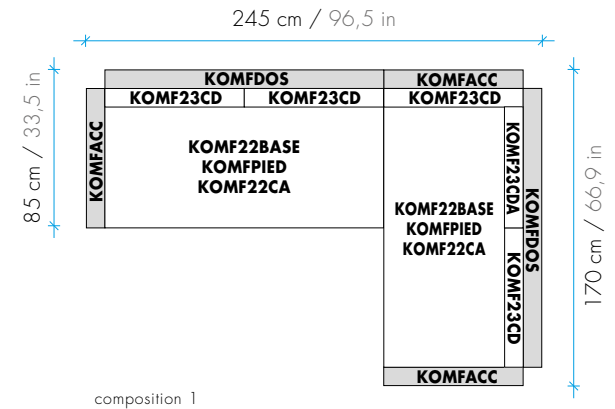 245 cm / 96,5 in
KOMFDOS
KOMFACC
KOMF23CD
KOMF23CD
KOMF23CD
85 cm / 33,5 in
KOMFACC
KOMF22BASE
KOMFPIED
KOMF22CA
KOMF22BASE
KOMFPIED
KOMF22CA
KOMF23CDA
KOMF23CD
KOMFDOS
170 cm / 66,9 in
KOMFACC
composition 1